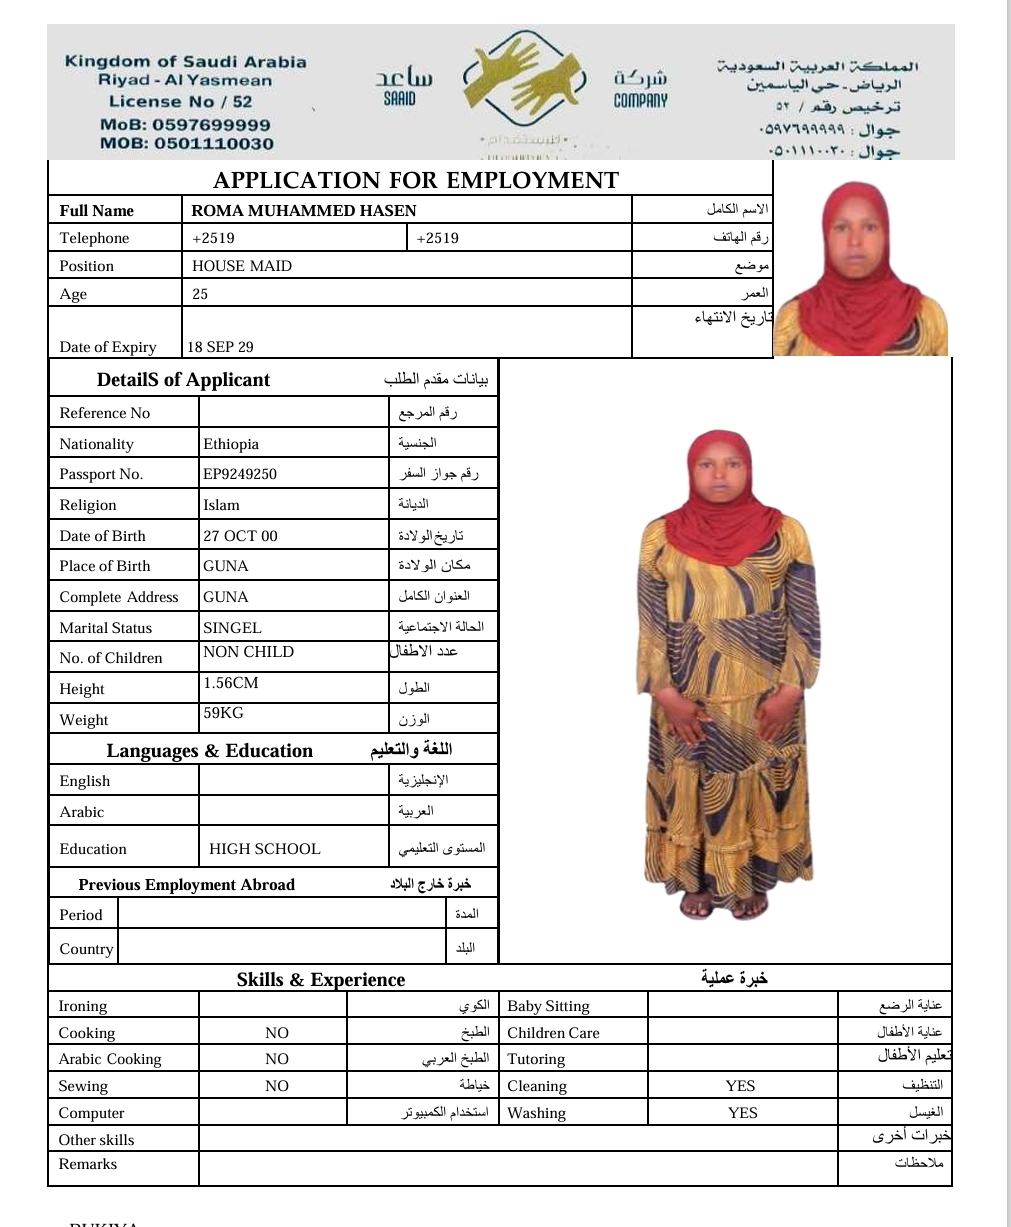 Kingdom of Saudi Arabia
Riyad - Al Yasmean
License No / 52
MoB: 0597699999
MOB: 0501110030
ساعد
SAAID
شركة
COMPANY
للإستقدام
المملكة العربية السعودية
الرياض - حي الياسمين
ترخيص رقم / ٥٢
جوال : ٠٥٩٧٦٩٩٩٩٩
جوال : ٠٥٠١١١٠٠٣٠
APPLICATION FOR EMPLOYMENT
Full Name ROMA MUHAMMED HASEN الاسم الكامل
Telephone +2519 +2519 رقم الهاتف
Position HOUSE MAID موضع
Age 25 العمر
تاريخ الانتهاء
Date of Expiry 18 SEP 29
DetailS of Applicant بيانات مقدم الطلب
Reference No رقم المرجع
Nationality Ethiopia الجنسية
Passport No. EP9249250 رقم جواز السفر
Religion Islam الديانة
Date of Birth 27 OCT 00 تاريخ الولادة
Place of Birth GUNA مكان الولادة
Complete Address GUNA العنوان الكامل
Marital Status SINGEL الحالة الاجتماعية
No. of Children NON CHILD عدد الاطفال
Height 1.56CM الطول
Weight 59KG الوزن
Languages & Education اللغة والتعليم
English الإنجليزية
Arabic العربية
Education HIGH SCHOOL المستوى التعليمي
Previous Employment Abroad خبرة خارج البلاد
Period المدة
Country البلد
Skills & Experience خبرة عملية
Ironing الكوي Baby Sitting عناية الرضع
Cooking NO الطبخ Children Care عناية الأطفال
Arabic Cooking NO الطبخ العربي Tutoring تعليم الأطفال
Sewing NO خياطة Cleaning YES التنظيف
Computer استخدام الكمبيوتر Washing YES الغيسل
Other skills خبرات أخرى
Remarks ملاحظات